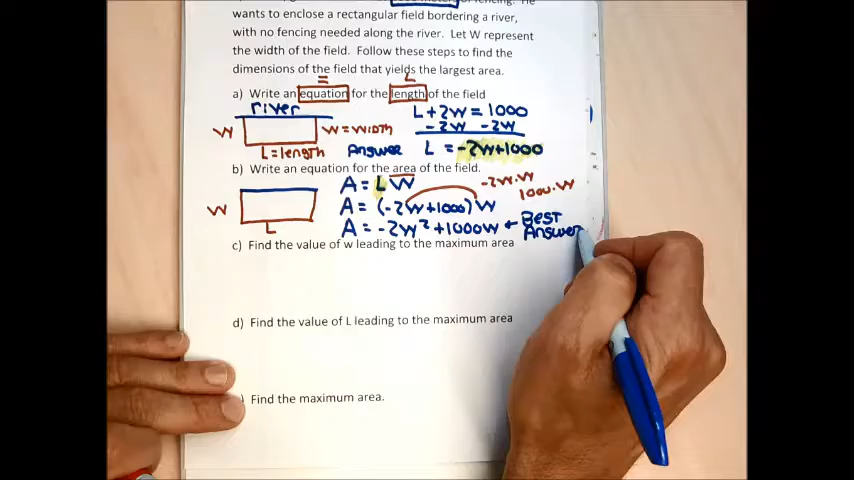 of fencing. He
wants to enclose a rectangular field bordering a river,
with no fencing needed along the river. Let W represent
the width of the field. Follow these steps to find the
dimensions of the field that yields the largest area.
= L
a) Write an equation for the length of the field
river
W W = width
L = length
L + 2W = 1000
- 2W - 2W
Answer L = -2W+1000
b) Write an equation for the area of the field.
W
L
A = L W
A = (-2W+1000)W
A = -2W² + 1000W ← BEST
Answer
-2W·W
1000·W
c) Find the value of w leading to the maximum area
d) Find the value of L leading to the maximum area
) Find the maximum area.